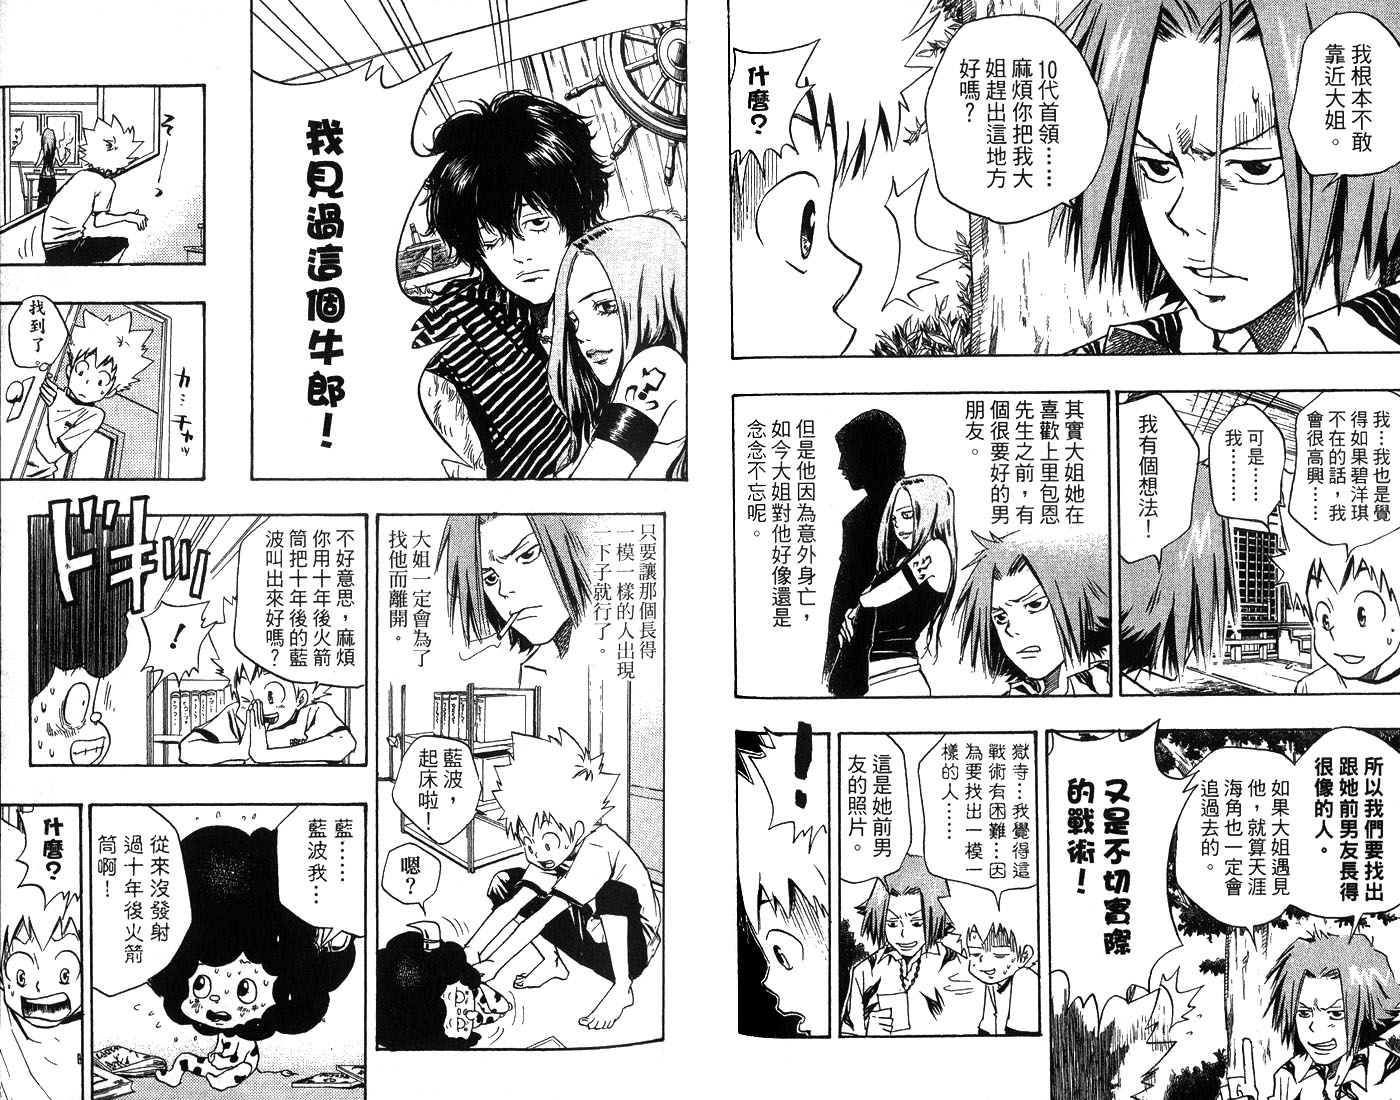 我根本不敢
靠近大姐。
10代首領……
麻煩你把我大
姐趕出這地方
好嗎？
什麼？
我…我也是覺
得如果碧洋琪
不在的話，我
會很高興……
可是……
我………
我有個想法！
其實大姐她在
喜歡上里包恩
先生之前，有
個很要好的男
朋友。
但是他因為意外身亡，
如今大姐對他好像還是
念念不忘呢。
所以我們要找出
跟她前男友長得
很像的人。
如果大姐遇見
他，就算天涯
海角也一定會
追過去的。
又是不切實際
的戰術！
獄寺…我覺得這
戰術有困難…因
為要找出一模一
樣的人……
這是她前男
友的照片。
！
我見過這個牛郎！
そ～
找到了
カ…チャッ
只要讓那個長得
一模一樣的人出現
一下子就行了。
大姐一定會為了
找他而離開。
藍波，
起床啦！
嗯？
不好意思，麻煩
你用十年後火箭
筒把十年後的藍
波叫出來好嗎？
！
ドキッ
藍……
藍波我…
從來沒發射
過十年後火箭
筒啊！
什麼？